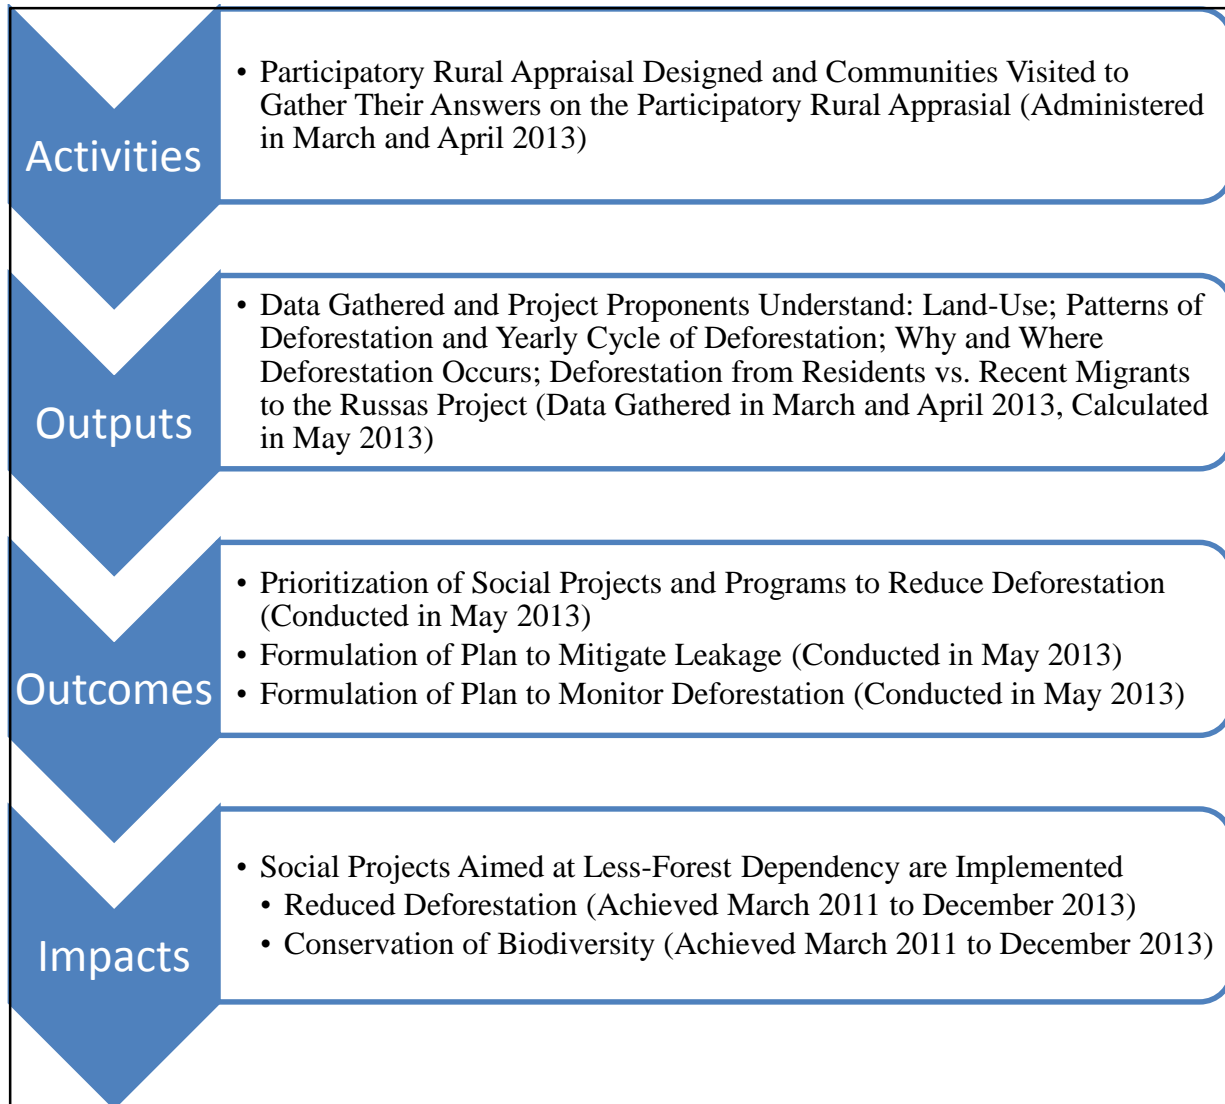 Activities
• Participatory Rural Appraisal Designed and Communities Visited to
Gather Their Answers on the Participatory Rural Apprasial (Administered
in March and April 2013)
Outputs
• Data Gathered and Project Proponents Understand: Land-Use; Patterns of
Deforestation and Yearly Cycle of Deforestation; Why and Where
Deforestation Occurs; Deforestation from Residents vs. Recent Migrants
to the Russas Project (Data Gathered in March and April 2013, Calculated
in May 2013)
Outcomes
• Prioritization of Social Projects and Programs to Reduce Deforestation
(Conducted in May 2013)
• Formulation of Plan to Mitigate Leakage (Conducted in May 2013)
• Formulation of Plan to Monitor Deforestation (Conducted in May 2013)
Impacts
• Social Projects Aimed at Less-Forest Dependency are Implemented
• Reduced Deforestation (Achieved March 2011 to December 2013)
• Conservation of Biodiversity (Achieved March 2011 to December 2013)